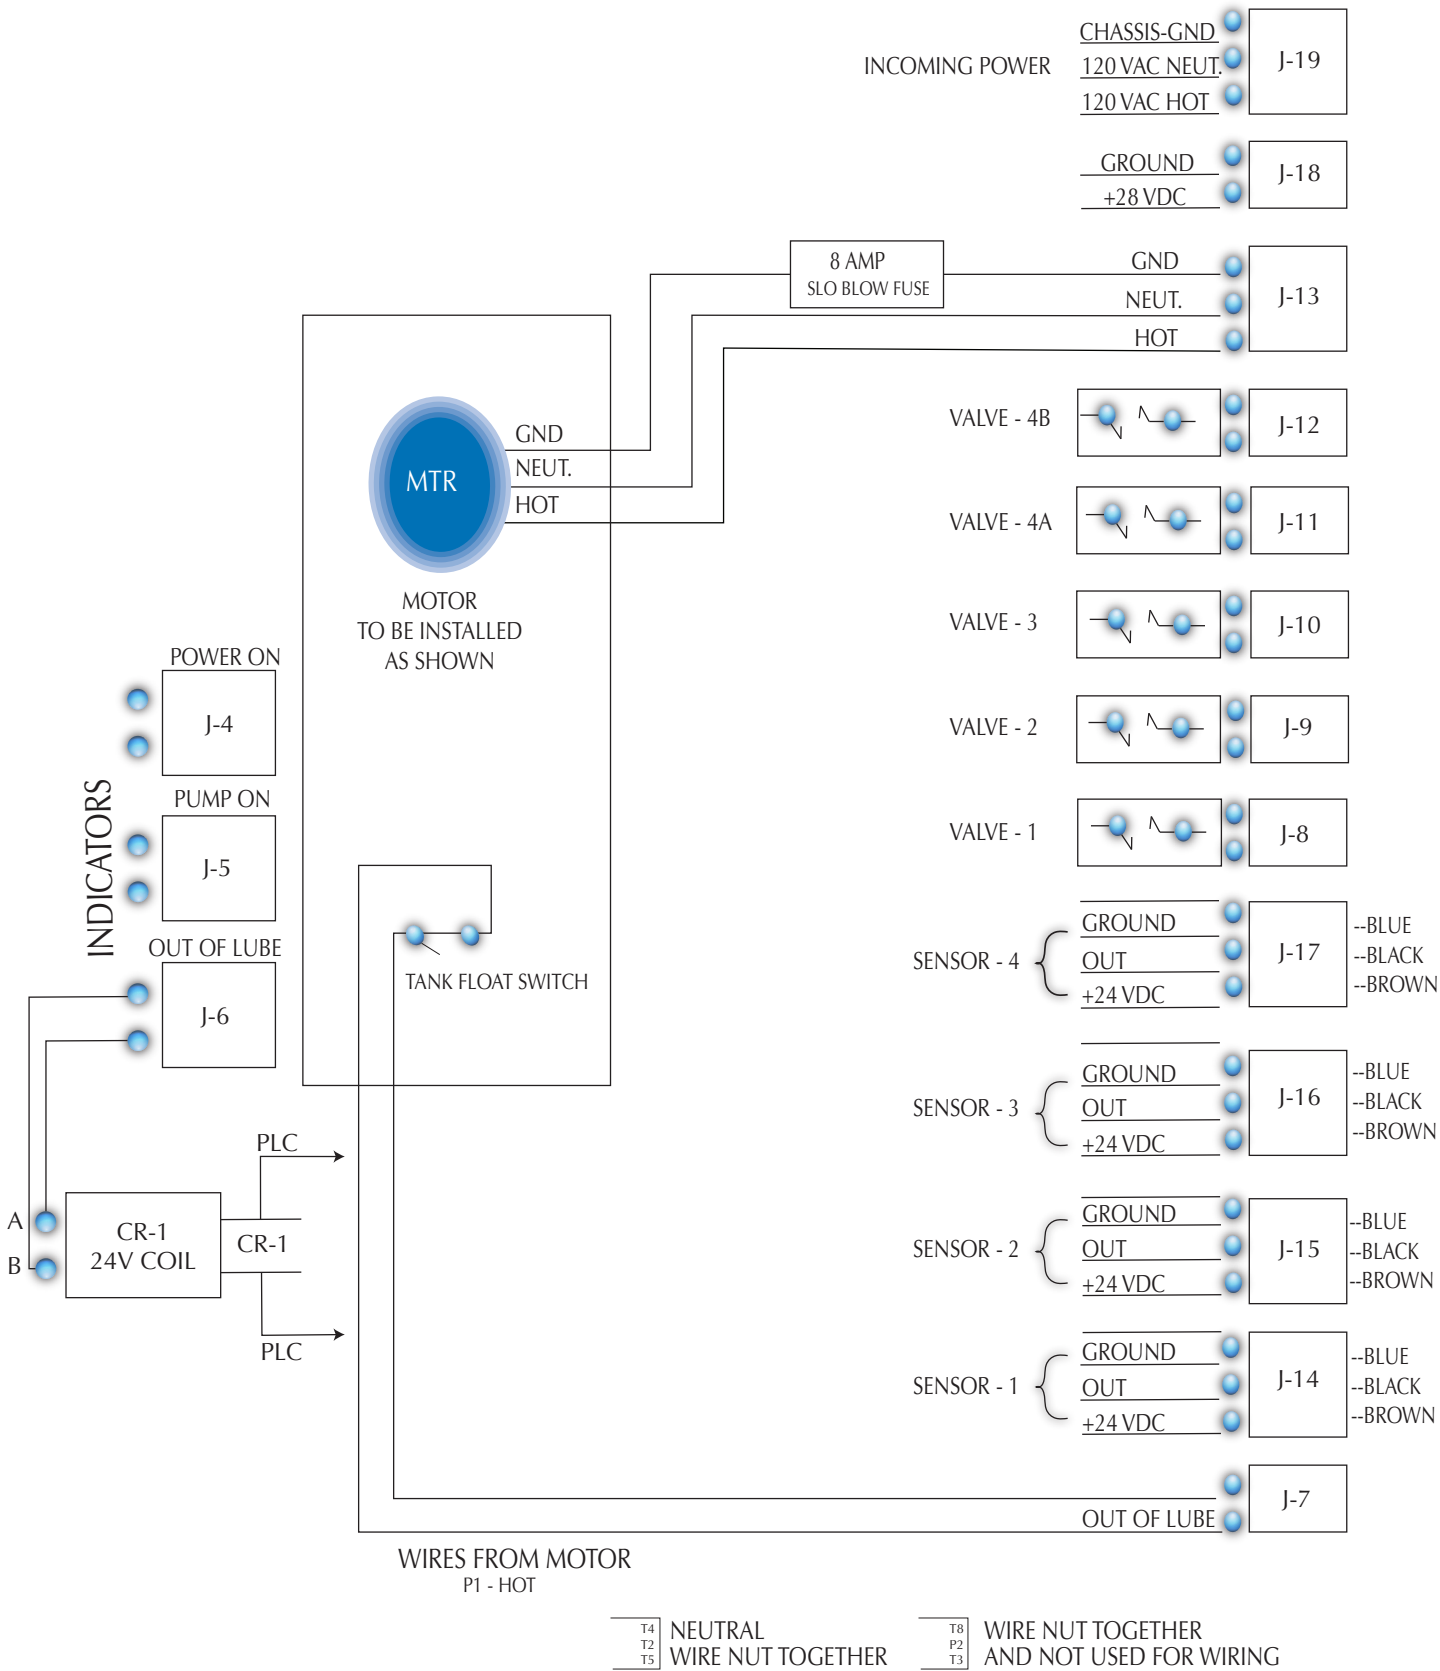 CHASSIS-GND
INCOMING POWER
120 VAC NEUT.
120 VAC HOT
J-19
GROUND
+28 VDC
J-18
8 AMP
SLO BLOW FUSE
GND
NEUT.
HOT
J-13
MTR
GND
NEUT.
HOT
MOTOR
TO BE INSTALLED
AS SHOWN
VALVE - 4B
J-12
VALVE - 4A
J-11
VALVE - 3
J-10
VALVE - 2
J-9
VALVE - 1
J-8
INDICATORS
POWER ON
J-4
PUMP ON
J-5
OUT OF LUBE
J-6
TANK FLOAT SWITCH
SENSOR - 4
GROUND
OUT
+24 VDC
J-17
--BLUE
--BLACK
--BROWN
SENSOR - 3
GROUND
OUT
+24 VDC
J-16
--BLUE
--BLACK
--BROWN
PLC
A
B
CR-1
24V COIL
CR-1
PLC
SENSOR - 2
GROUND
OUT
+24 VDC
J-15
--BLUE
--BLACK
--BROWN
SENSOR - 1
GROUND
OUT
+24 VDC
J-14
--BLUE
--BLACK
--BROWN
OUT OF LUBE
J-7
WIRES FROM MOTOR
P1 - HOT
T4
T2
T5
NEUTRAL
WIRE NUT TOGETHER
T8
P2
T3
WIRE NUT TOGETHER
AND NOT USED FOR WIRING